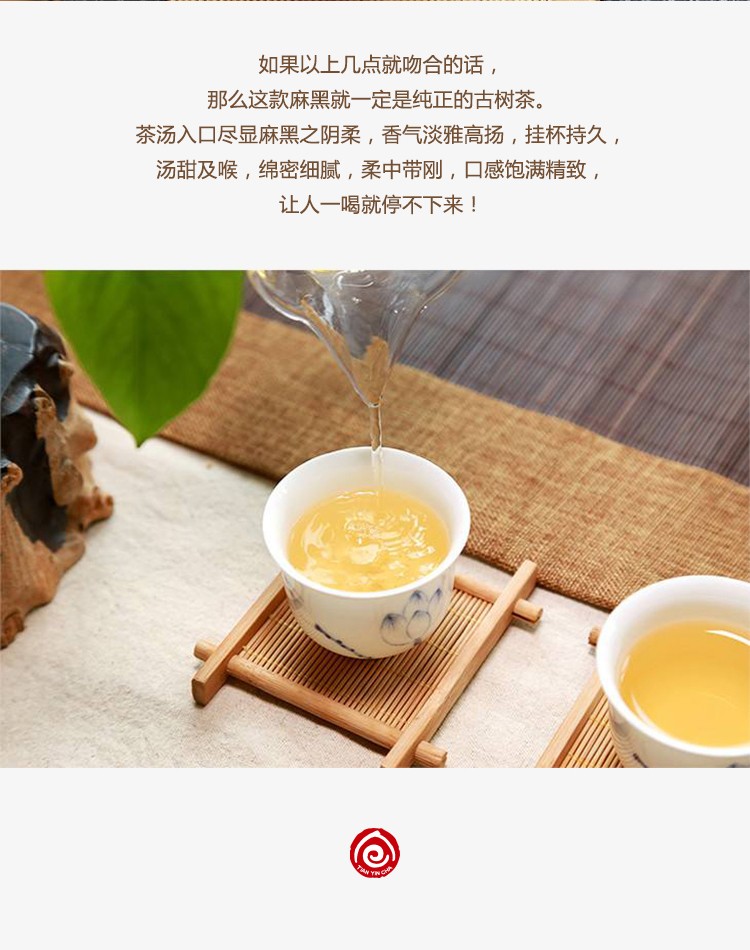 如果以上几点就吻合的话，
那么这款麻黑就一定是纯正的古树茶。
茶汤入口尽显麻黑之阴柔，香气淡雅高扬，挂杯持久，
汤甜及喉，绵密细腻，柔中带刚，口感饱满精致，
让人一喝就停不下来！
TIAN YIN CHA